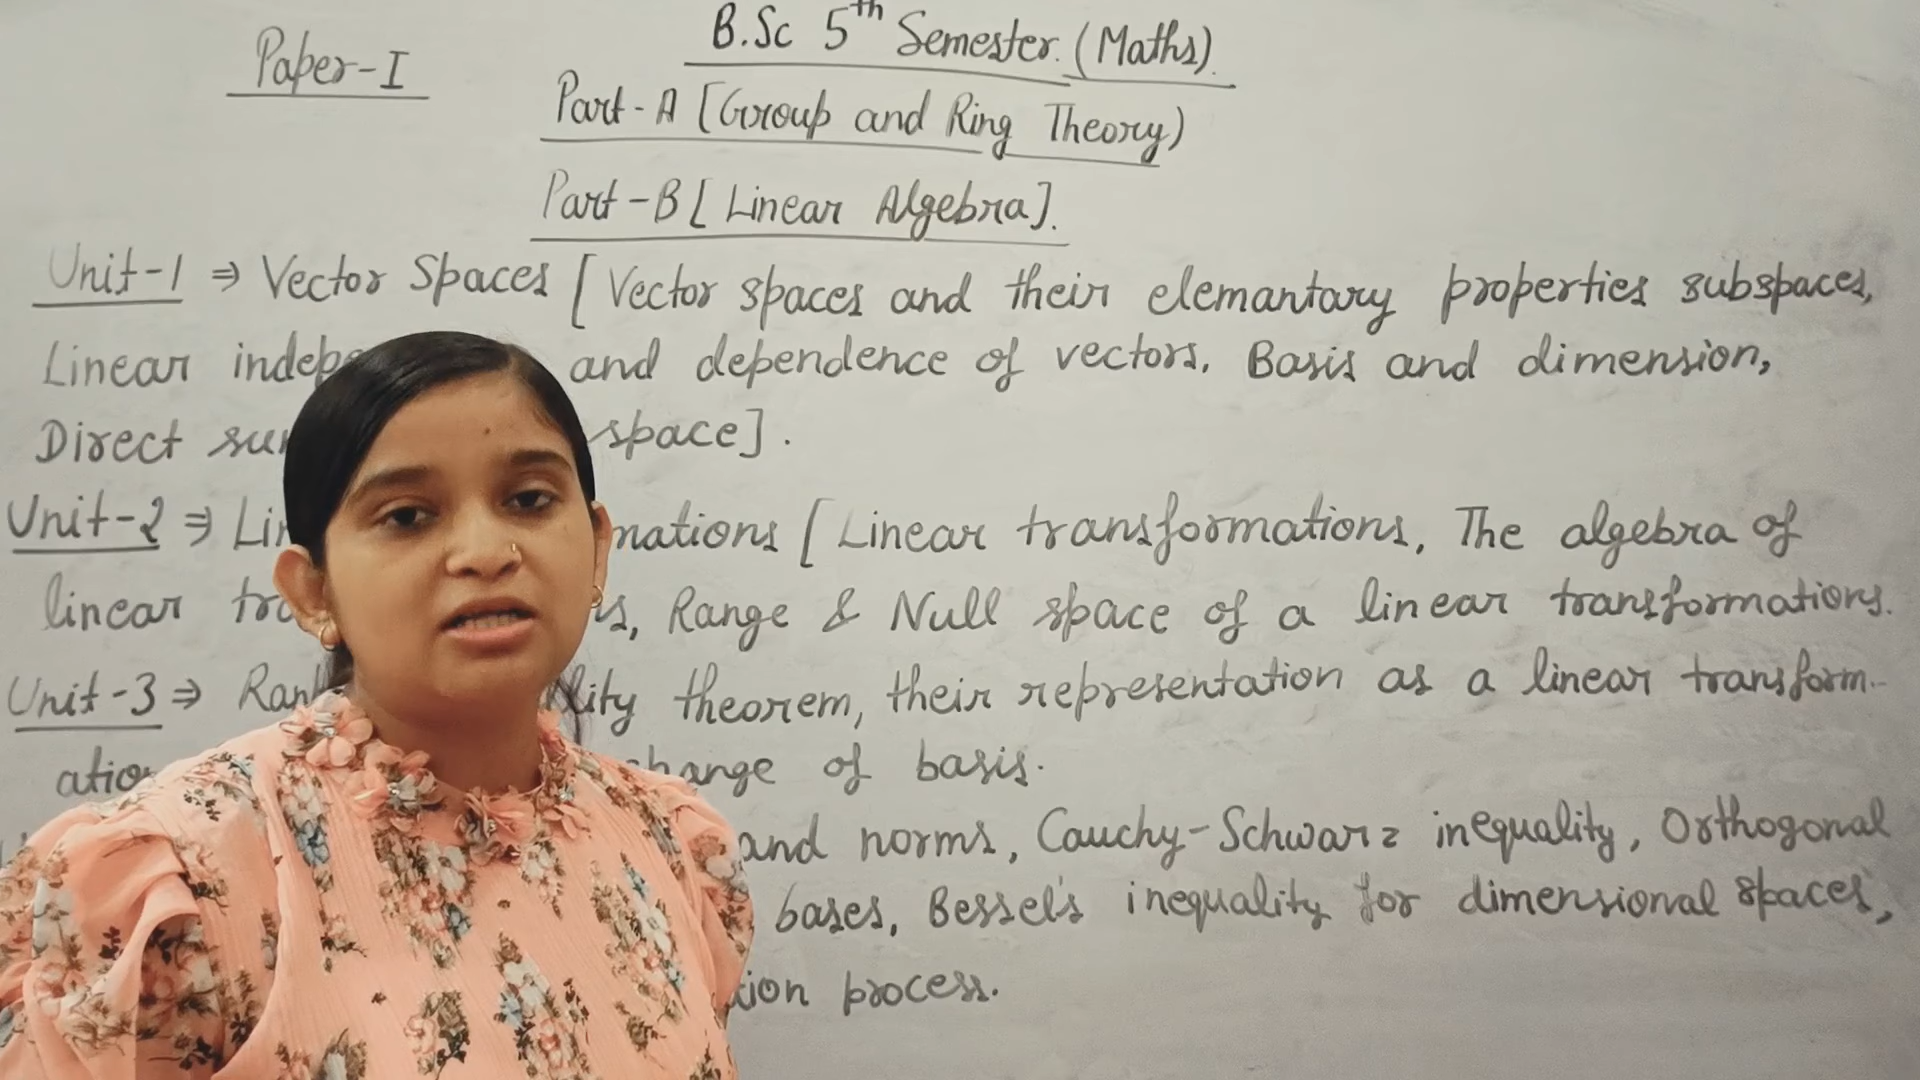 Paper-I
B.Sc 5th Semester. (Maths).
Part-A [Group and Ring Theory)
Part-B [Linear Algebra].
Unit-1 ⇒ Vector Spaces [Vector spaces and their elemantary properties subspaces,
Linear and dependence of vectors. Basis and dimension,
Direct space].
Unit-2 ⇒ [Linear transformations, The algebra of
linear Range & Null space of a linear transformations.
Unit-3 ⇒ theorem, their representation as a linear transform-
of basis.
and norms, Cauchy-Schwarz inequality, Orthogonal
bases, Bessel's inequality for dimensional spaces,
process.